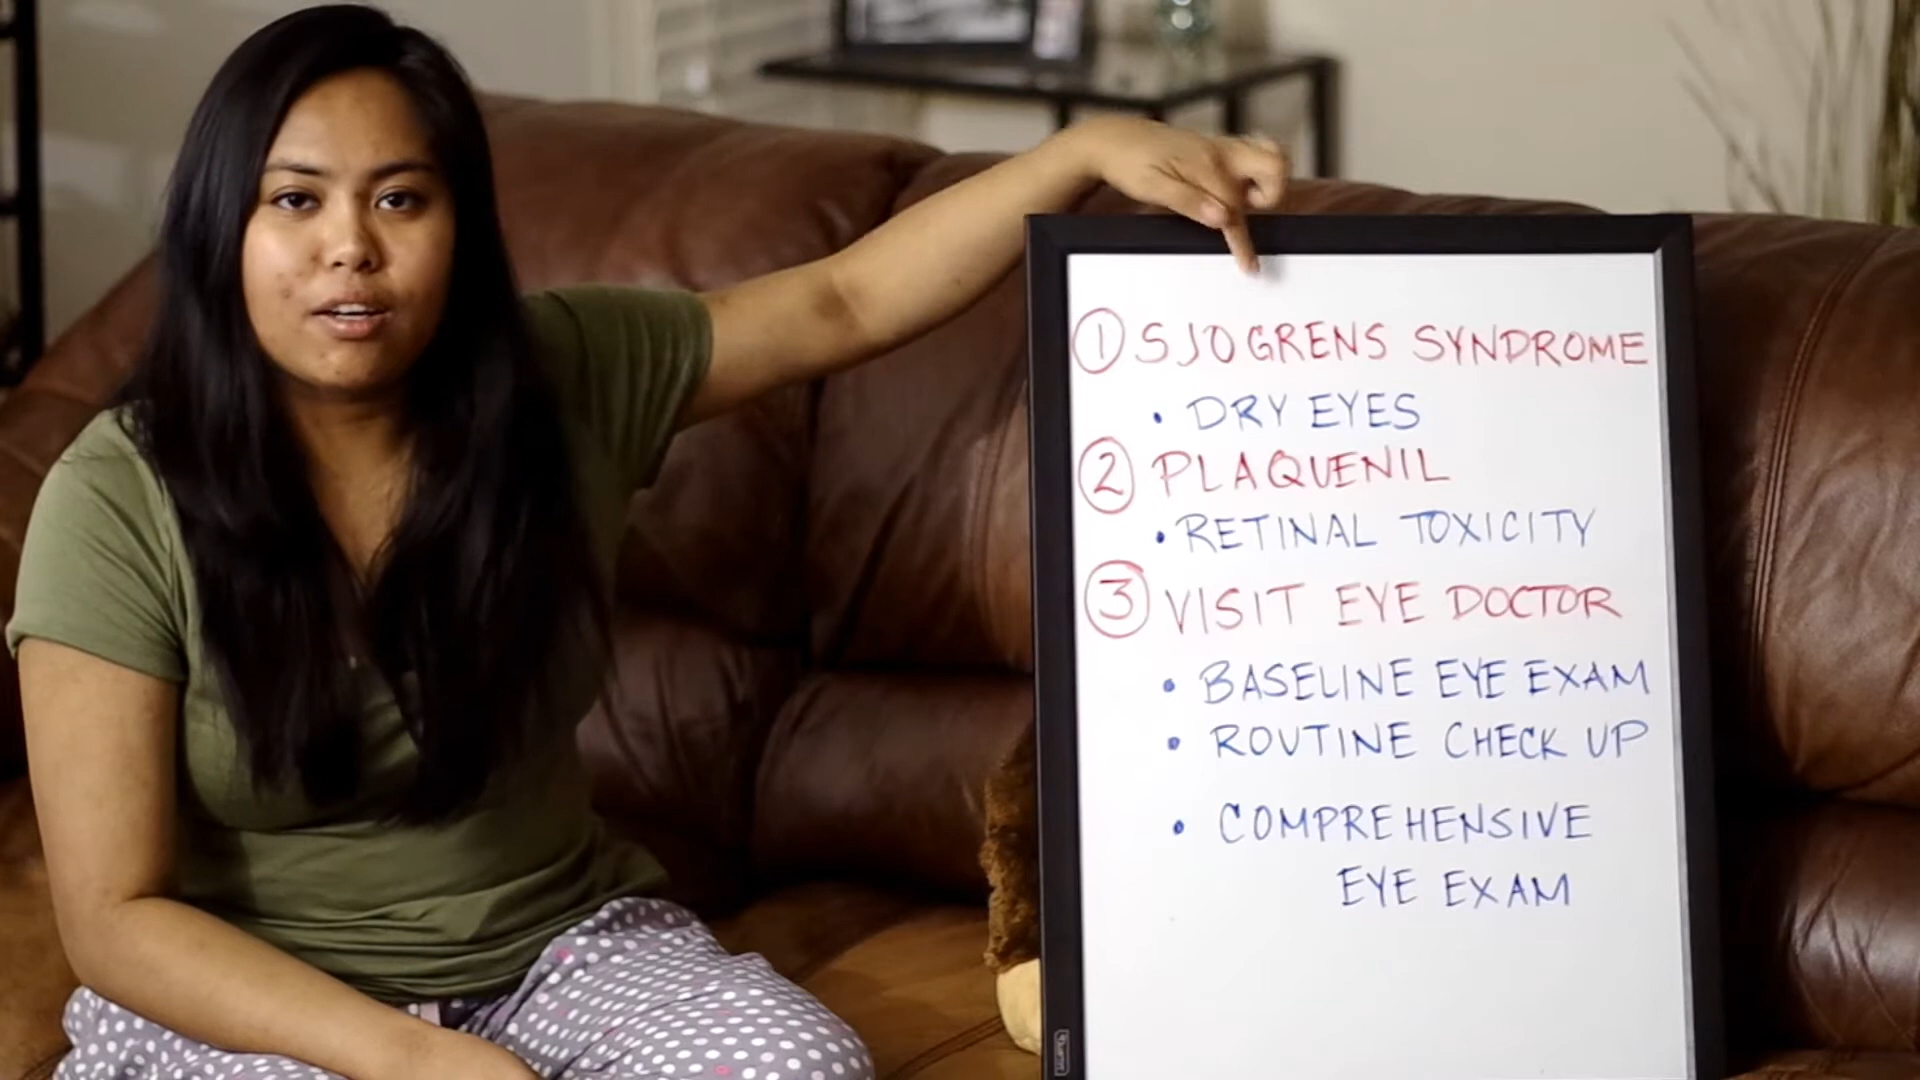 ① SJOGRENS SYNDROME
• DRY EYES
② PLAQUENIL
• RETINAL TOXICITY
③ VISIT EYE DOCTOR
• BASELINE EYE EXAM
• ROUTINE CHECK UP
• COMPREHENSIVE
EYE EXAM